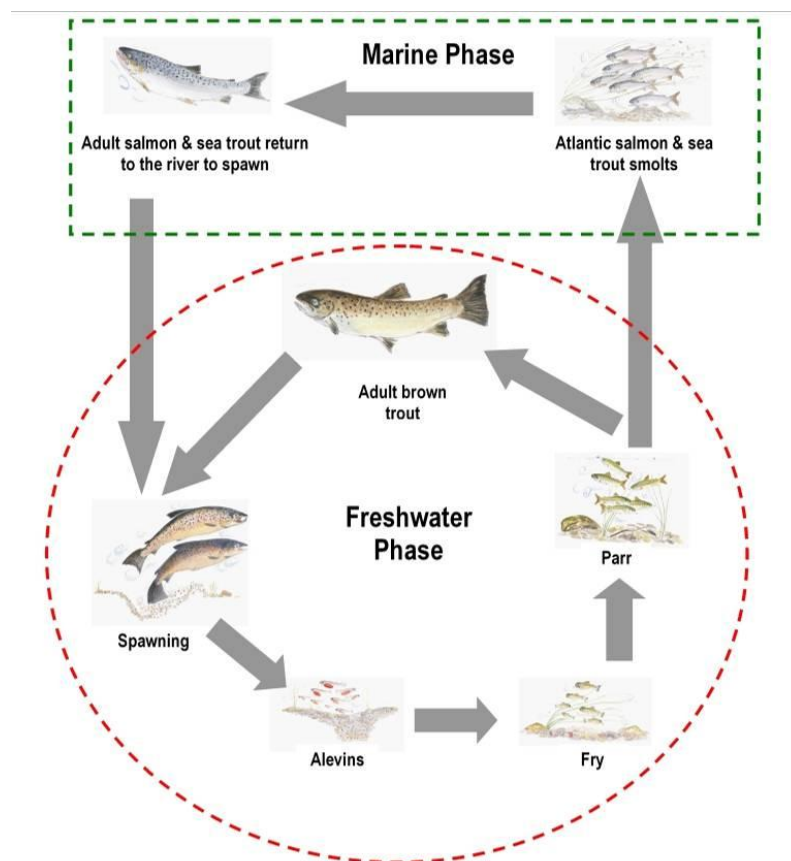 Marine Phase
Adult salmon & sea trout return
to the river to spawn
Atlantic salmon & sea
trout smolts
Adult brown
trout
Freshwater
Phase
Parr
Spawning
Alevins
Fry